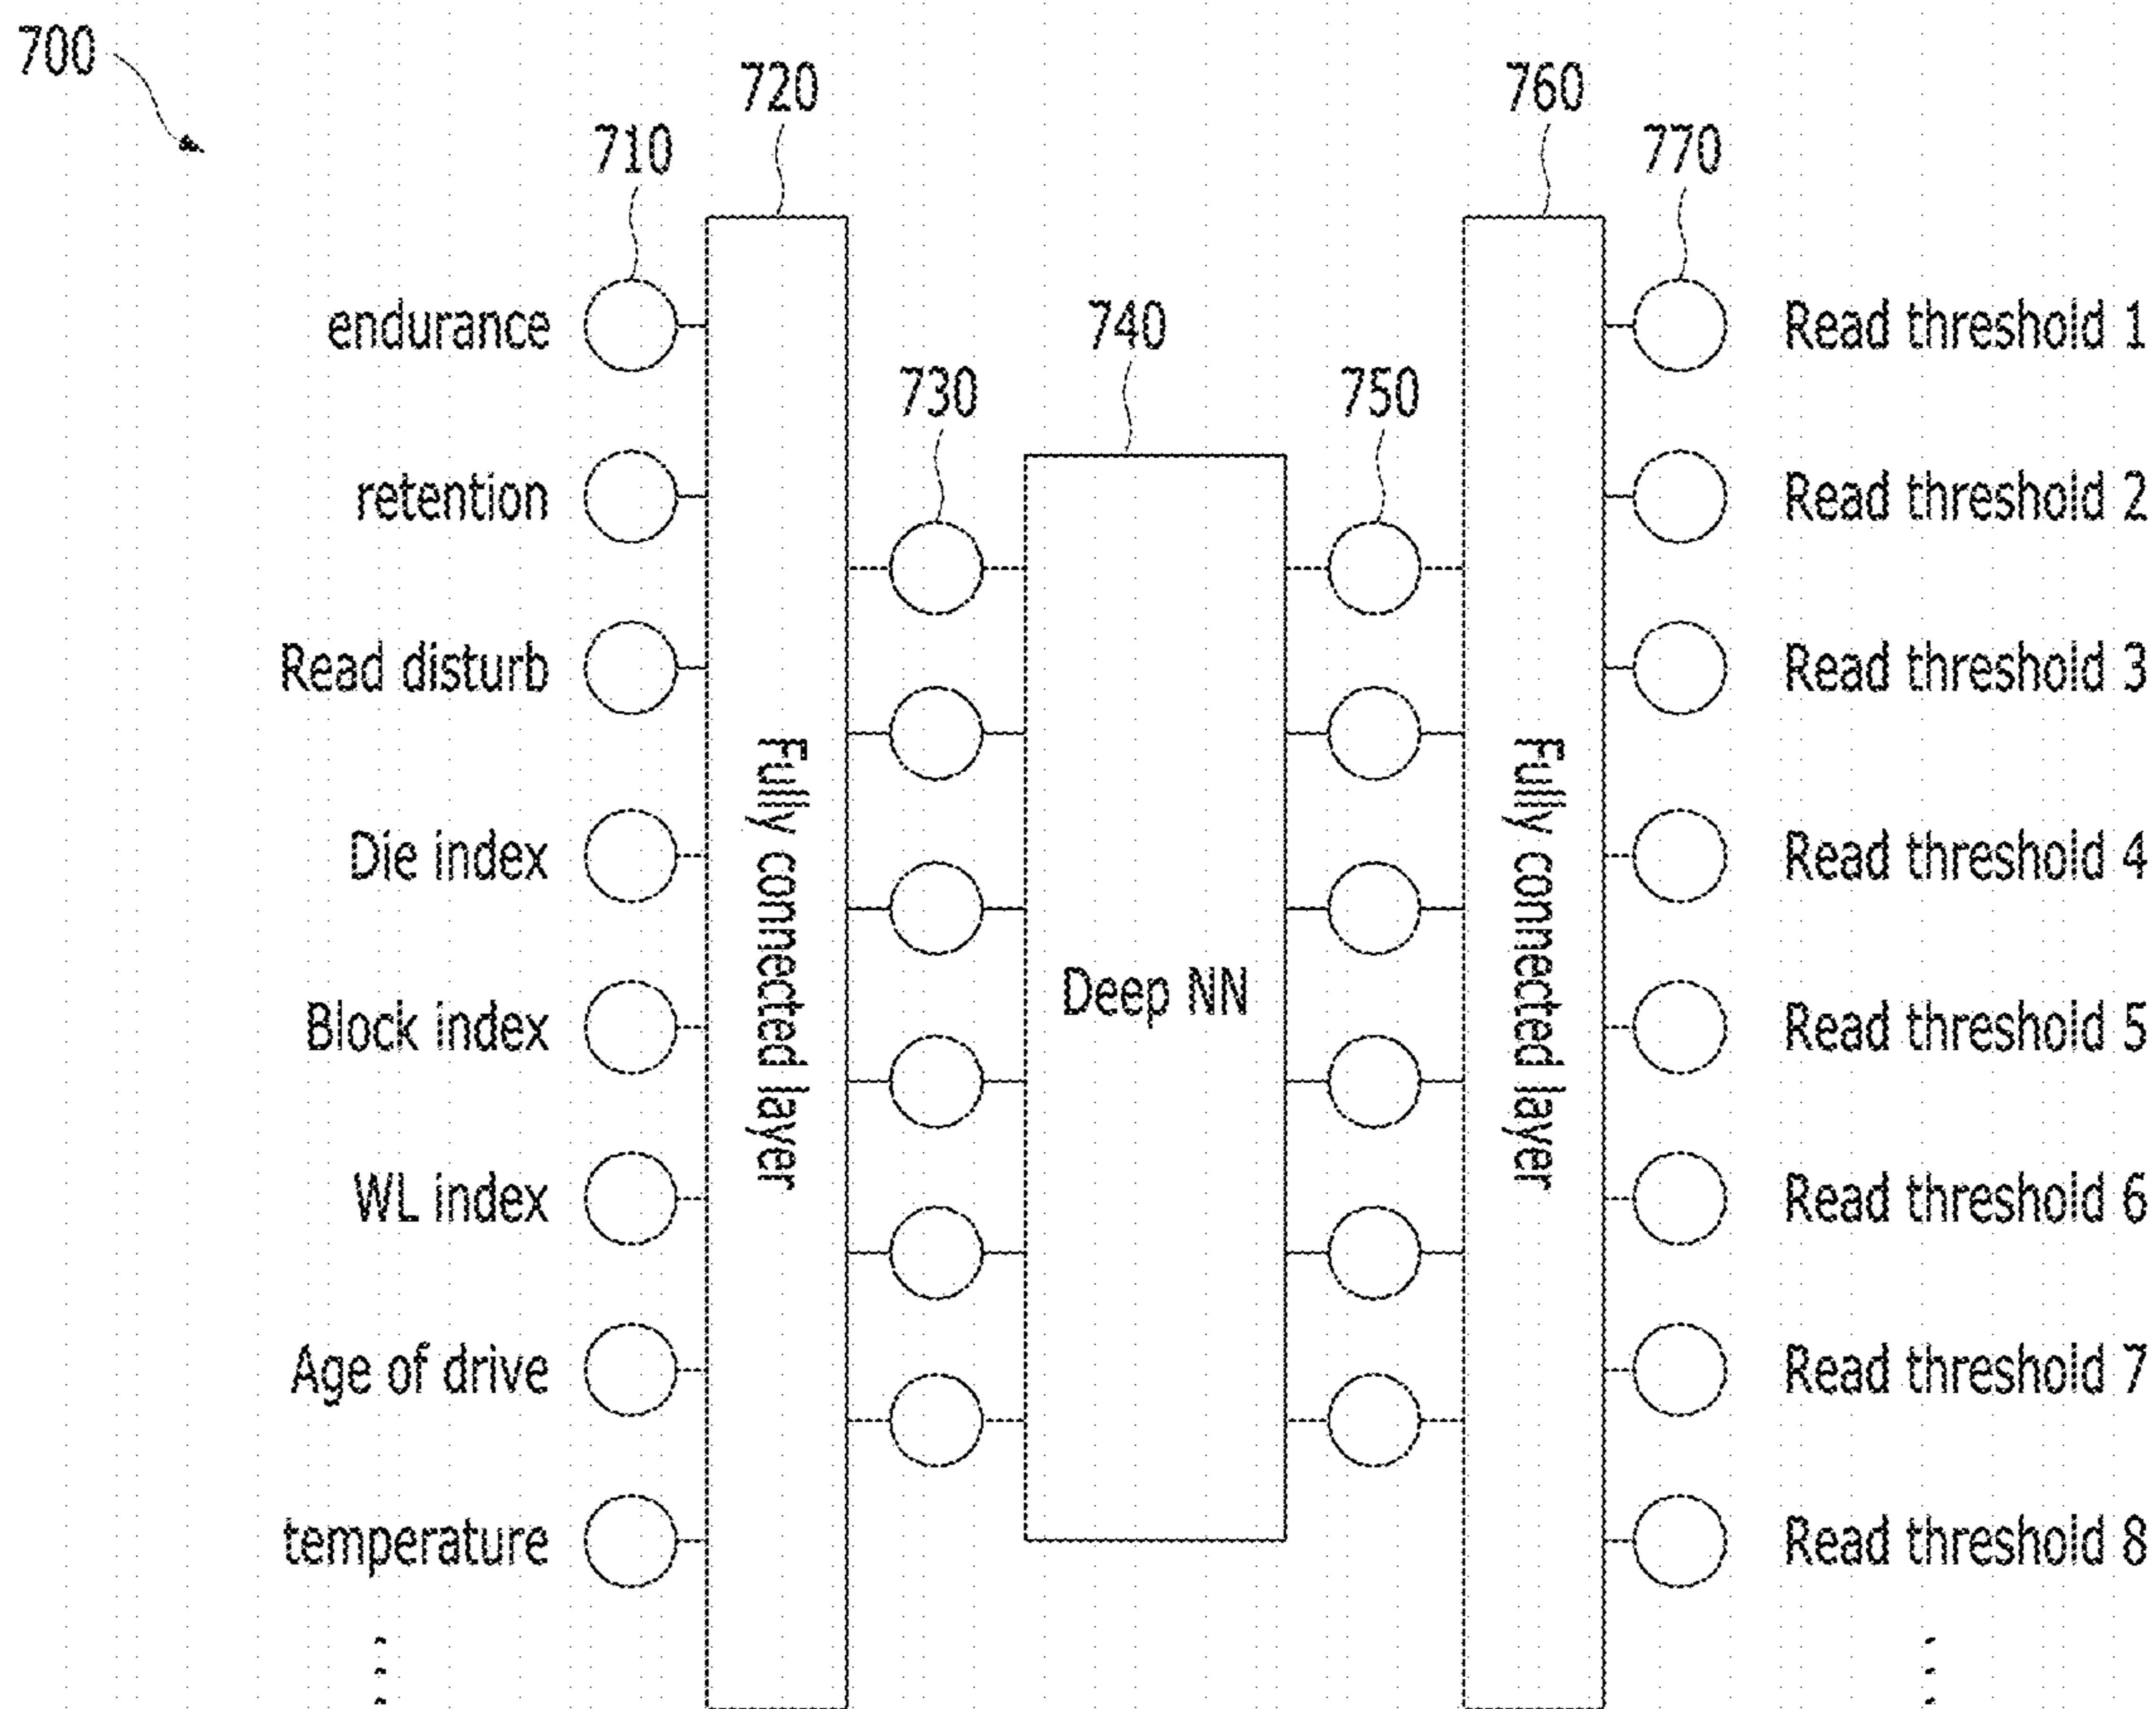 700
720
760
710
770
endurance
Read threshold 1
740
730
750
retention
Read threshold 2
Read disturb
Read threshold 3
Fully connected layer
Fully connected layer
Die index
Read threshold 4
Deep NN
Block index
Read threshold 5
WL index
Read threshold 6
Age of drive
Read threshold 7
temperature
Read threshold 8